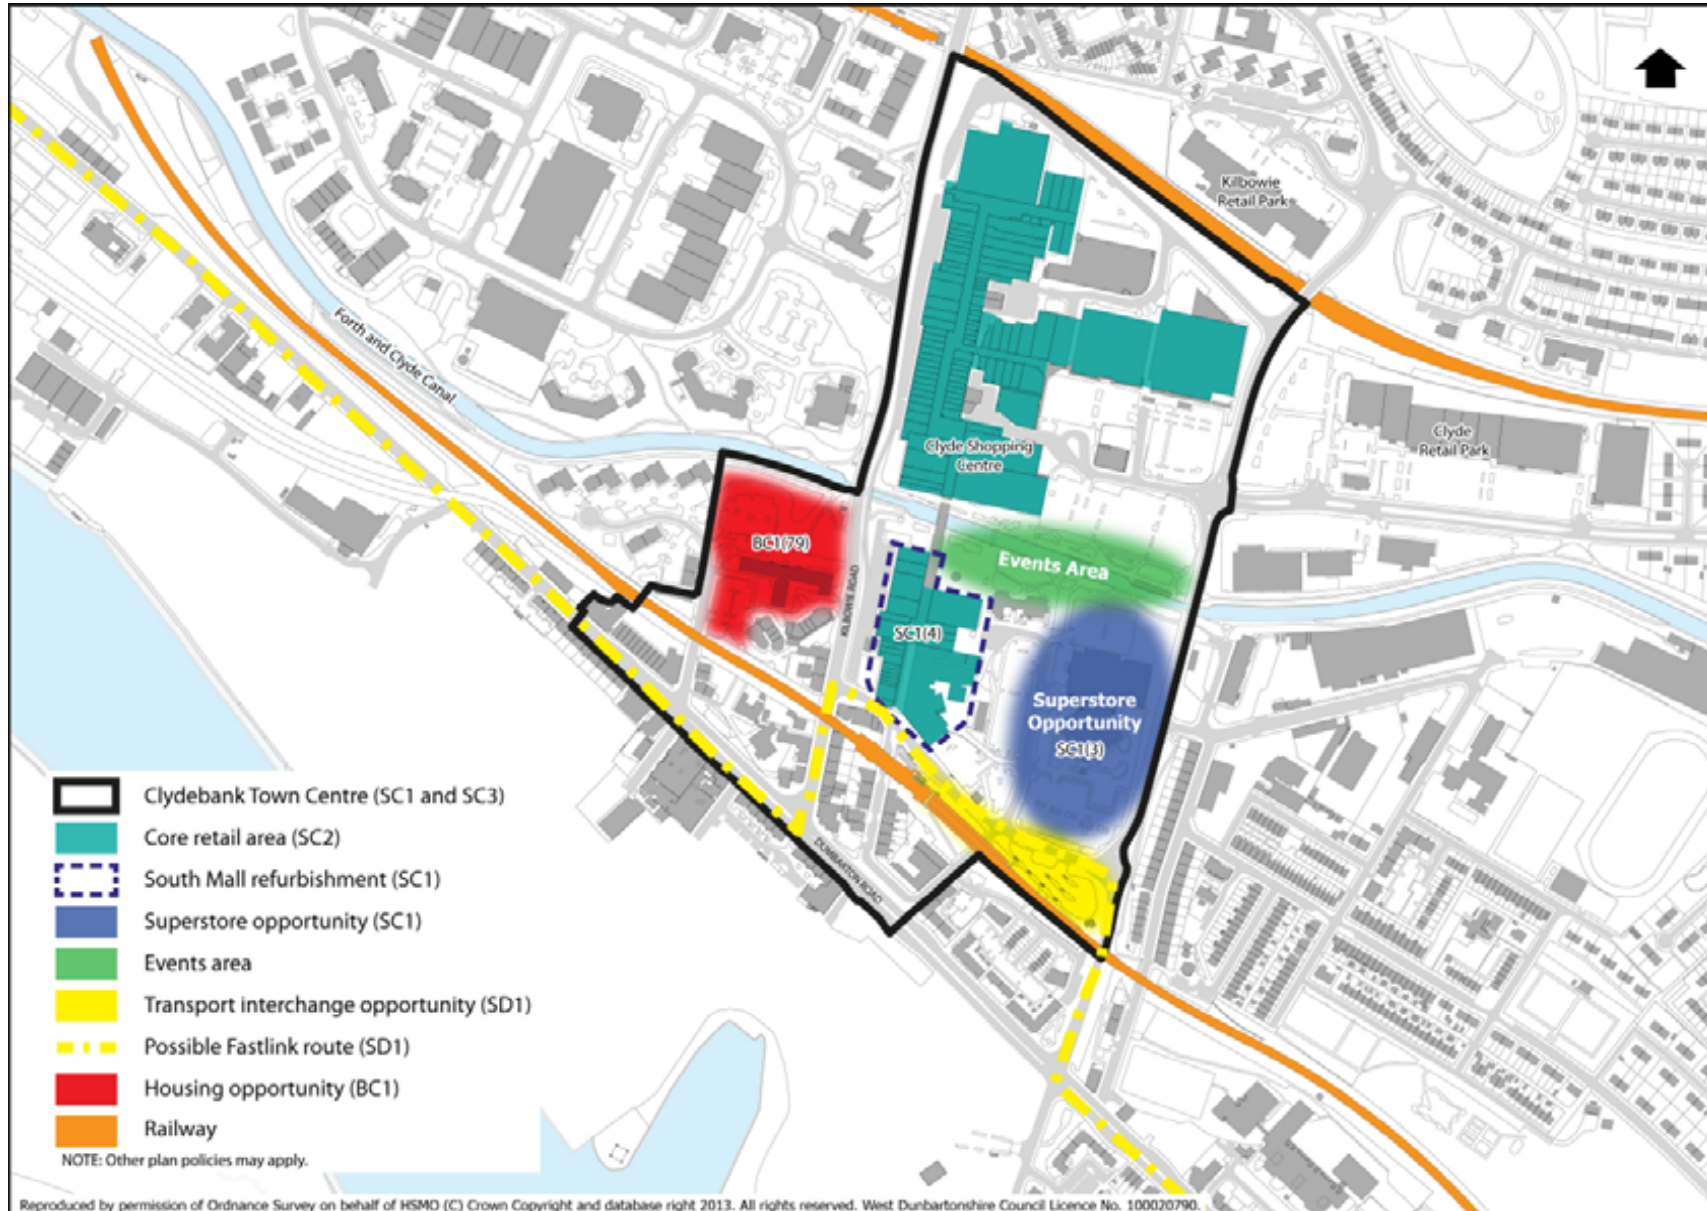 Kilbowie
Retail Park
Forth and Clyde Canal
Clyde Shopping
Centre
Clyde
Retail Park
BC1(79)
Events Area
KILBOWIE ROAD
SC1(4)
Superstore
Opportunity
SC1(3)
DUMBARTON ROAD
Clydebank Town Centre (SC1 and SC3)
Core retail area (SC2)
South Mall refurbishment (SC1)
Superstore opportunity (SC1)
Events area
Transport interchange opportunity (SD1)
Possible Fastlink route (SD1)
Housing opportunity (BC1)
Railway
NOTE: Other plan policies may apply.
Reproduced by permission of Ordnance Survey on behalf of HSMO (C) Crown Copyright and database right 2013. All rights reserved. West Dunbartonshire Council Licence No. 100020790.